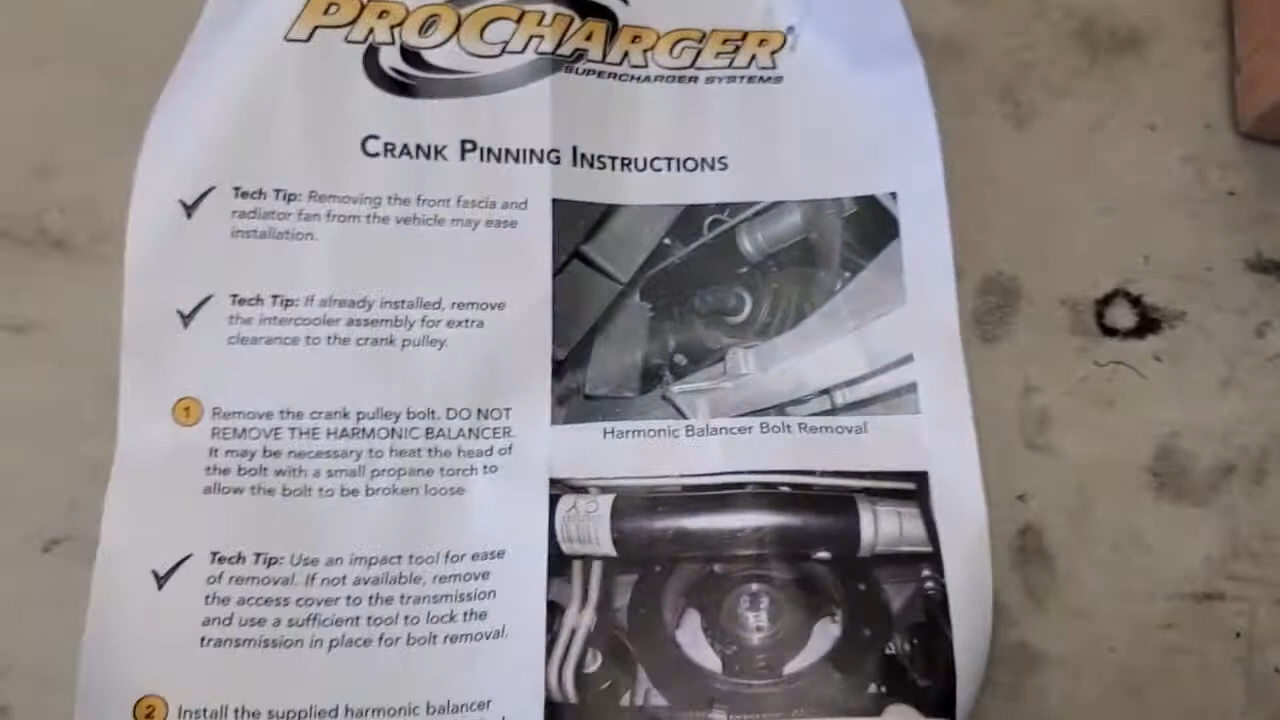 PROCHARGER®
SUPERCHARGER SYSTEMS
CRANK PINNING INSTRUCTIONS
Tech Tip: Removing the front fascia and
radiator fan from the vehicle may ease
installation.
Tech Tip: If already installed, remove
the intercooler assembly for extra
clearance to the crank pulley.
1 Remove the crank pulley bolt. DO NOT
REMOVE THE HARMONIC BALANCER.
It may be necessary to heat the head of
the bolt with a small propane torch to
allow the bolt to be broken loose
Tech Tip: Use an impact tool for ease
of removal. If not available, remove
the access cover to the transmission
and use a sufficient tool to lock the
transmission in place for bolt removal.
2 Install the supplied harmonic balancer
Harmonic Balancer Bolt Removal
CY